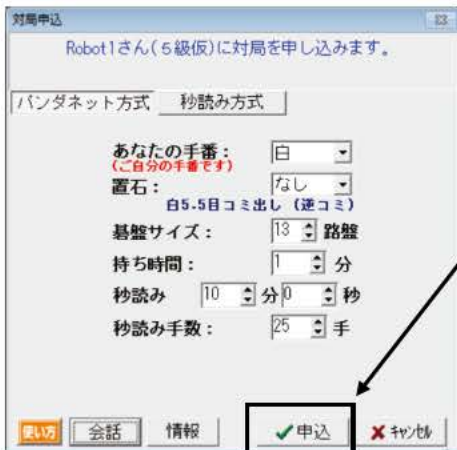 対局申込
Robot1さん(5級仮)に対局を申し込みます。
パンダネット方式 秒読み方式
あなたの手番： 白
(ご自分の手番です)
置石： なし
白5.5目コミ出し (逆コミ)
碁盤サイズ： 13 路盤
持ち時間： 1 分
秒読み 10 分 0 秒
秒読み手数： 25 手
使い方 会話 情報 申込 キャンセル